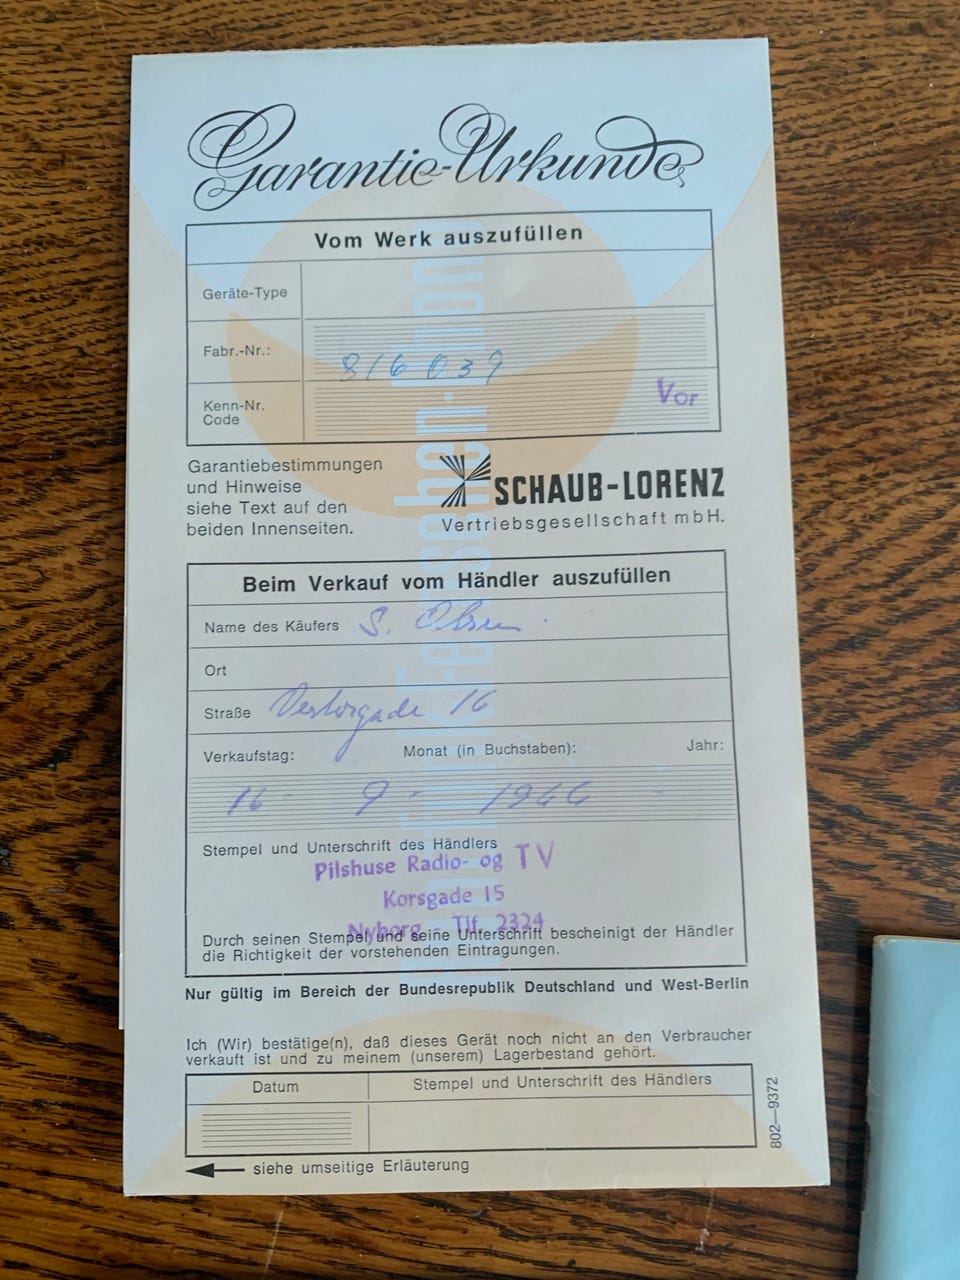 Garantie-Urkunde
Vom Werk auszufüllen
Geräte-Type
Fabr.-Nr.: 816039
Kenn-Nr.
Code
Vor
Garantiebestimmungen
und Hinweise
siehe Text auf den
beiden Innenseiten.
SCHAUB-LORENZ
Vertriebsgesellschaft mbH.
Beim Verkauf vom Händler auszufüllen
Name des Käufers S. Olsen.
Ort
Straße Vestergade 16
Verkaufstag: Monat (in Buchstaben): Jahr:
16 - 9 - 1966 -
Stempel und Unterschrift des Händlers
Pilshuse Radio- og TV
Korsgade 15
Nyborg - Tlf. 2324
Durch seinen Stempel und seine Unterschrift bescheinigt der Händler
die Richtigkeit der vorstehenden Eintragungen.
Nur gültig im Bereich der Bundesrepublik Deutschland und West-Berlin
Ich (Wir) bestätige(n), daß dieses Gerät noch nicht an den Verbraucher
verkauft ist und zu meinem (unserem) Lagerbestand gehört.
Datum Stempel und Unterschrift des Händlers
siehe umseitige Erläuterung
802—9372